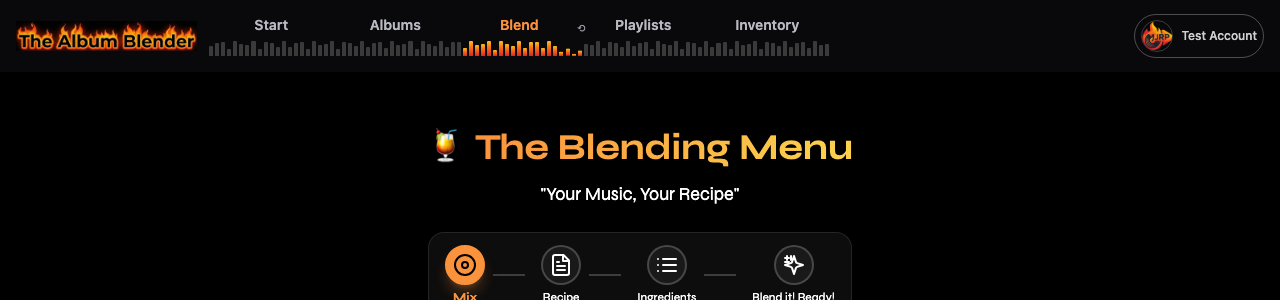 The Album Blender
Start
Albums
Blend
Playlists
Inventory
Test Account
The Blending Menu
"Your Music, Your Recipe"
Mix
Recipe
Ingredients
Blend it! Ready!